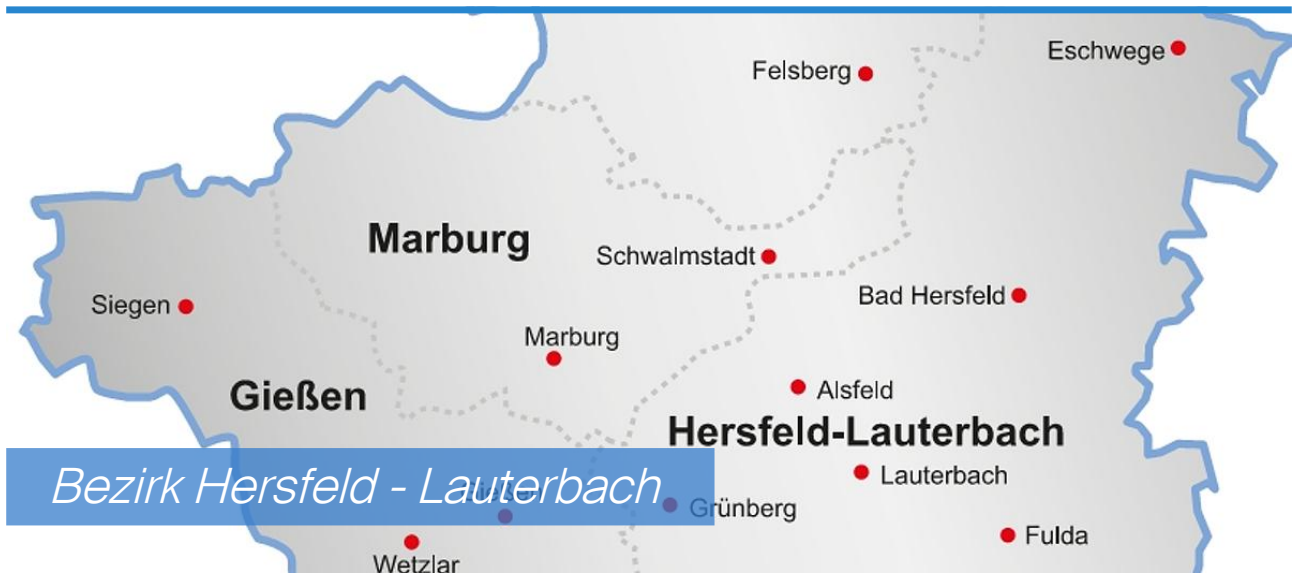 Eschwege
Felsberg
Marburg
Schwalmstadt
Siegen
Bad Hersfeld
Marburg
Gießen
Alsfeld
Hersfeld-Lauterbach
Lauterbach
Bezirk Hersfeld - Lauterbach
Gießen
Grünberg
Fulda
Wetzlar